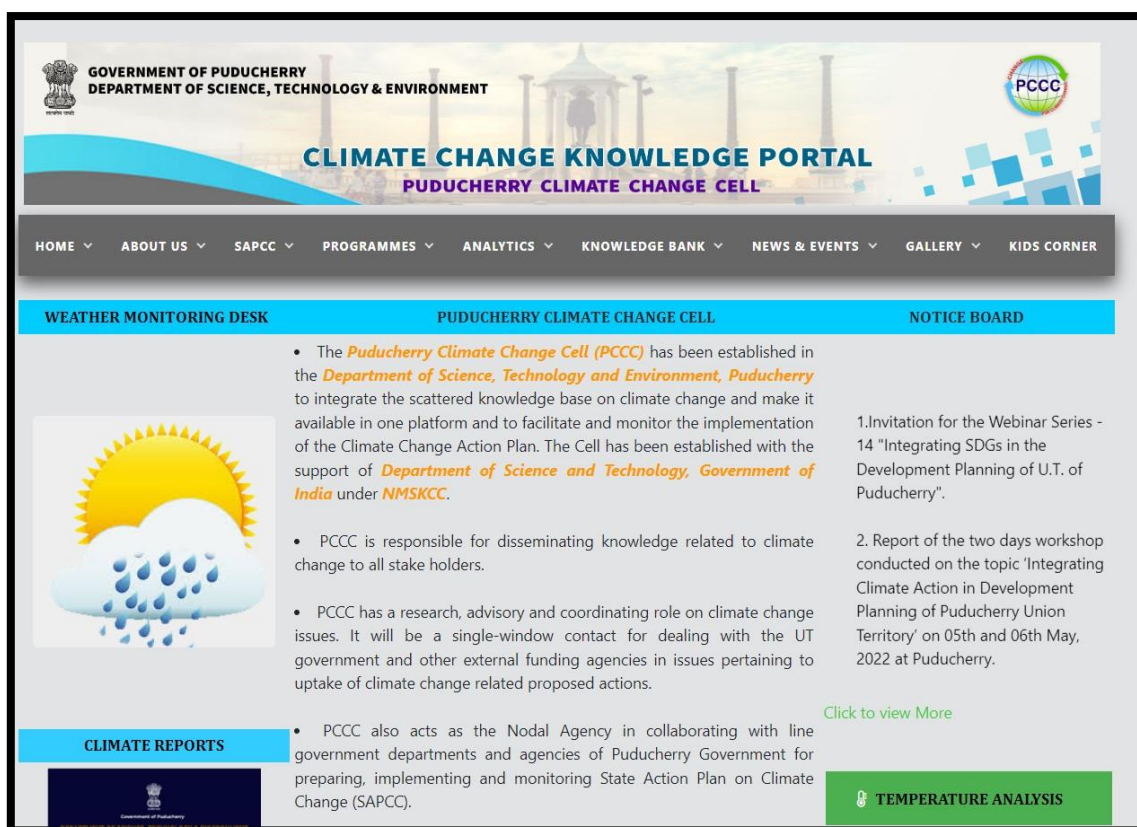 GOVERNMENT OF PUDUCHERRY
DEPARTMENT OF SCIENCE, TECHNOLOGY & ENVIRONMENT
PCCC
CLIMATE CHANGE KNOWLEDGE PORTAL
PUDUCHERRY CLIMATE CHANGE CELL
HOME ABOUT US SAPCC PROGRAMMES ANALYTICS KNOWLEDGE BANK NEWS & EVENTS GALLERY KIDS CORNER
WEATHER MONITORING DESK
PUDUCHERRY CLIMATE CHANGE CELL
• The Puducherry Climate Change Cell (PCCC) has been established in
the Department of Science, Technology and Environment, Puducherry
to integrate the scattered knowledge base on climate change and make it
available in one platform and to facilitate and monitor the implementation
of the Climate Change Action Plan. The Cell has been established with the
support of Department of Science and Technology, Government of
India under NMSKCC.
• PCCC is responsible for disseminating knowledge related to climate
change to all stake holders.
• PCCC has a research, advisory and coordinating role on climate change
issues. It will be a single-window contact for dealing with the UT
government and other external funding agencies in issues pertaining to
uptake of climate change related proposed actions.
• PCCC also acts as the Nodal Agency in collaborating with line
government departments and agencies of Puducherry Government for
preparing, implementing and monitoring State Action Plan on Climate
Change (SAPCC).
NOTICE BOARD
1.Invitation for the Webinar Series -
14 "Integrating SDGs in the
Development Planning of U.T. of
Puducherry".
2. Report of the two days workshop
conducted on the topic 'Integrating
Climate Action in Development
Planning of Puducherry Union
Territory' on 05th and 06th May,
2022 at Puducherry.
Click to view More
CLIMATE REPORTS
Government of Puducherry
TEMPERATURE ANALYSIS